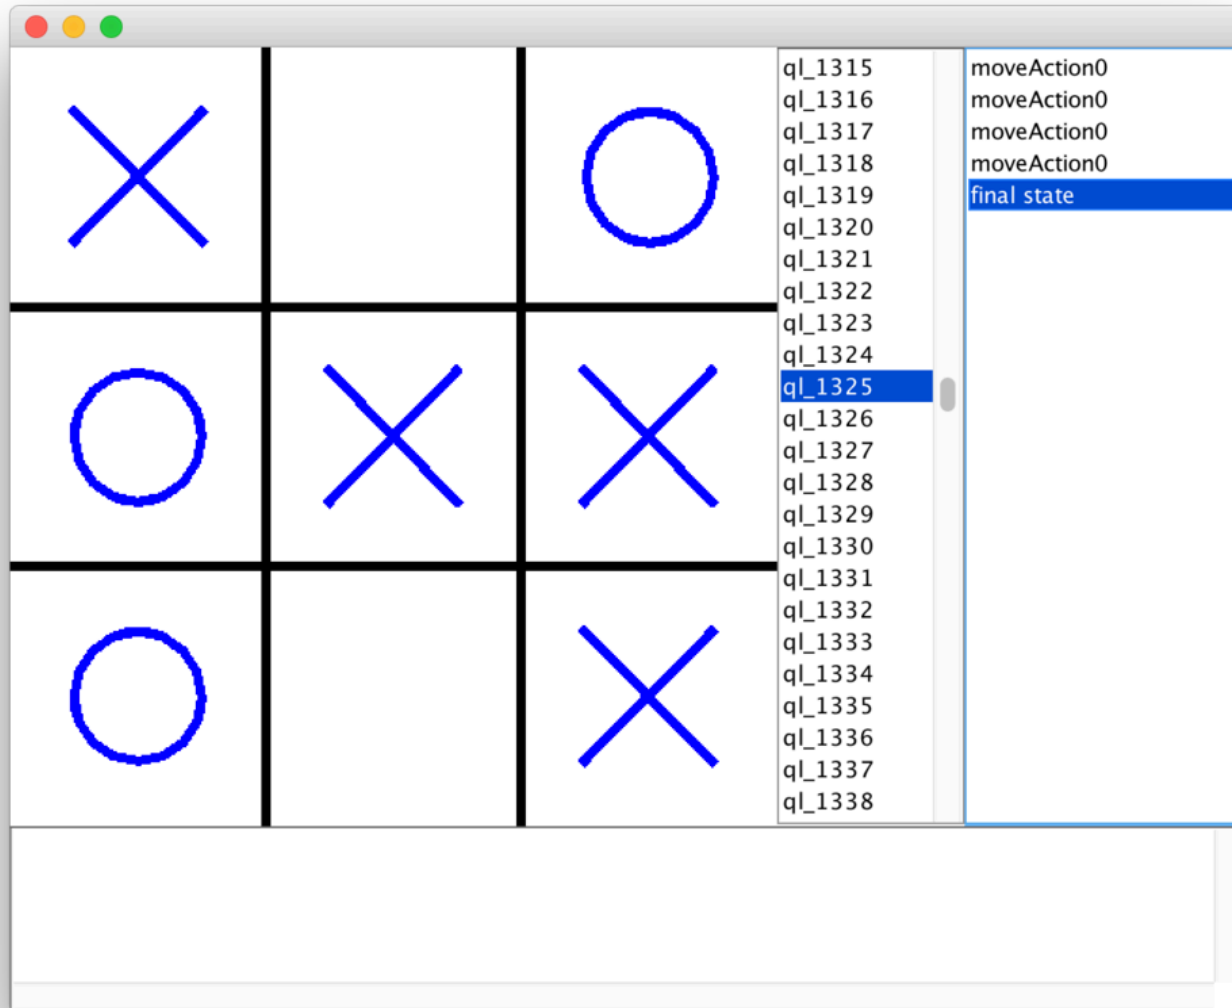 ql_1315
ql_1316
ql_1317
ql_1318
ql_1319
ql_1320
ql_1321
ql_1322
ql_1323
ql_1324
ql_1325
ql_1326
ql_1327
ql_1328
ql_1329
ql_1330
ql_1331
ql_1332
ql_1333
ql_1334
ql_1335
ql_1336
ql_1337
ql_1338
moveAction0
moveAction0
moveAction0
moveAction0
final state